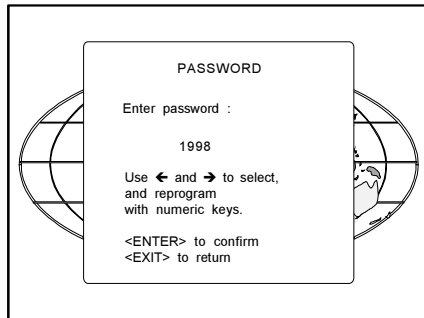 PASSWORD
Enter password :
1998
Use ← and → to select,
and reprogram
with numeric keys.
<ENTER> to confirm
<EXIT> to return